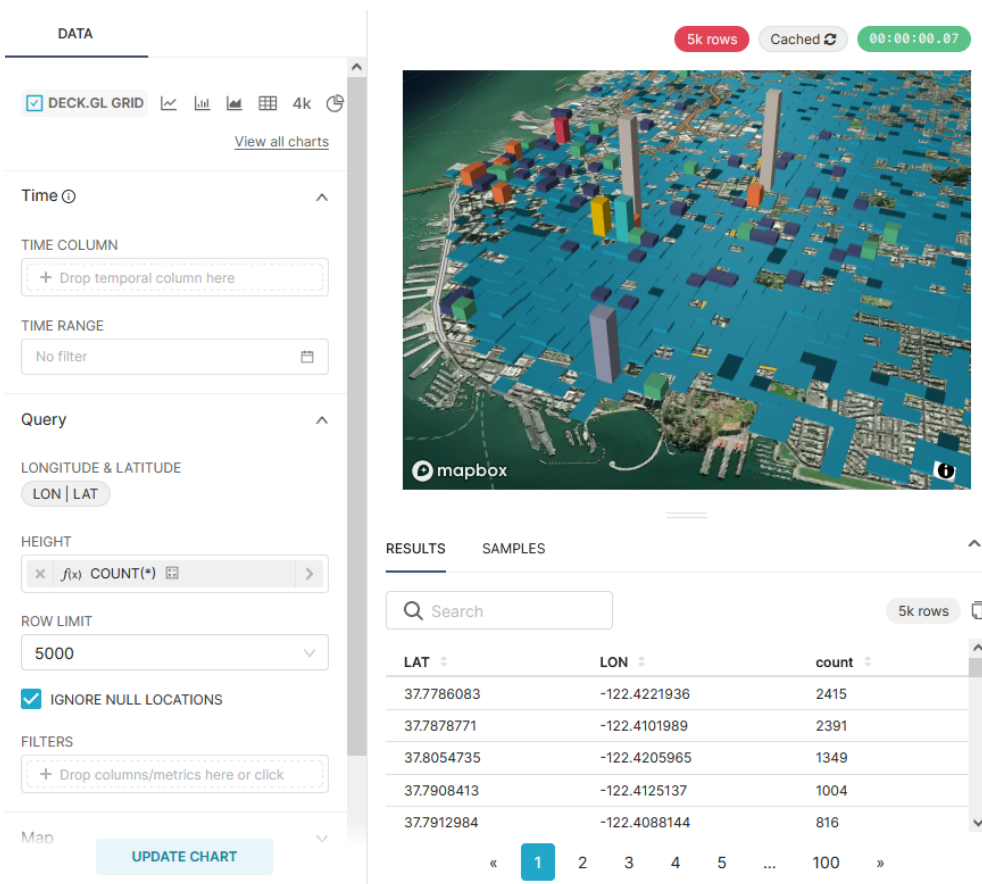 DATA
5k rows
Cached
00:00:00.07
DECK.GL GRID
4k
View all charts
Time
TIME COLUMN
+ Drop temporal column here
TIME RANGE
No filter
Query
LONGITUDE & LATITUDE
LON | LAT
HEIGHT
× f(x) COUNT(*)
ROW LIMIT
5000
IGNORE NULL LOCATIONS
FILTERS
+ Drop columns/metrics here or click
Map
UPDATE CHART
mapbox
RESULTS SAMPLES
Search
5k rows
LAT LON count
37.7786083 -122.4221936 2415
37.7878771 -122.4101989 2391
37.8054735 -122.4205965 1349
37.7908413 -122.4125137 1004
37.7912984 -122.4088144 816
« 1 2 3 4 5 ... 100 »